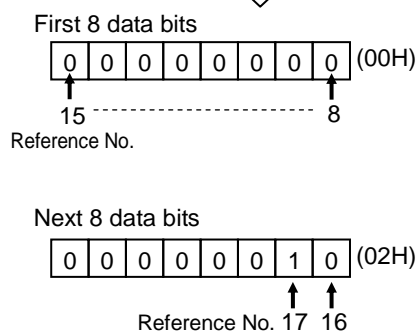 First 8 data bits
0 0 0 0 0 0 0 0 (00H)
15 8
Reference No.
Next 8 data bits
0 0 0 0 0 0 1 0 (02H)
Reference No. 17 16